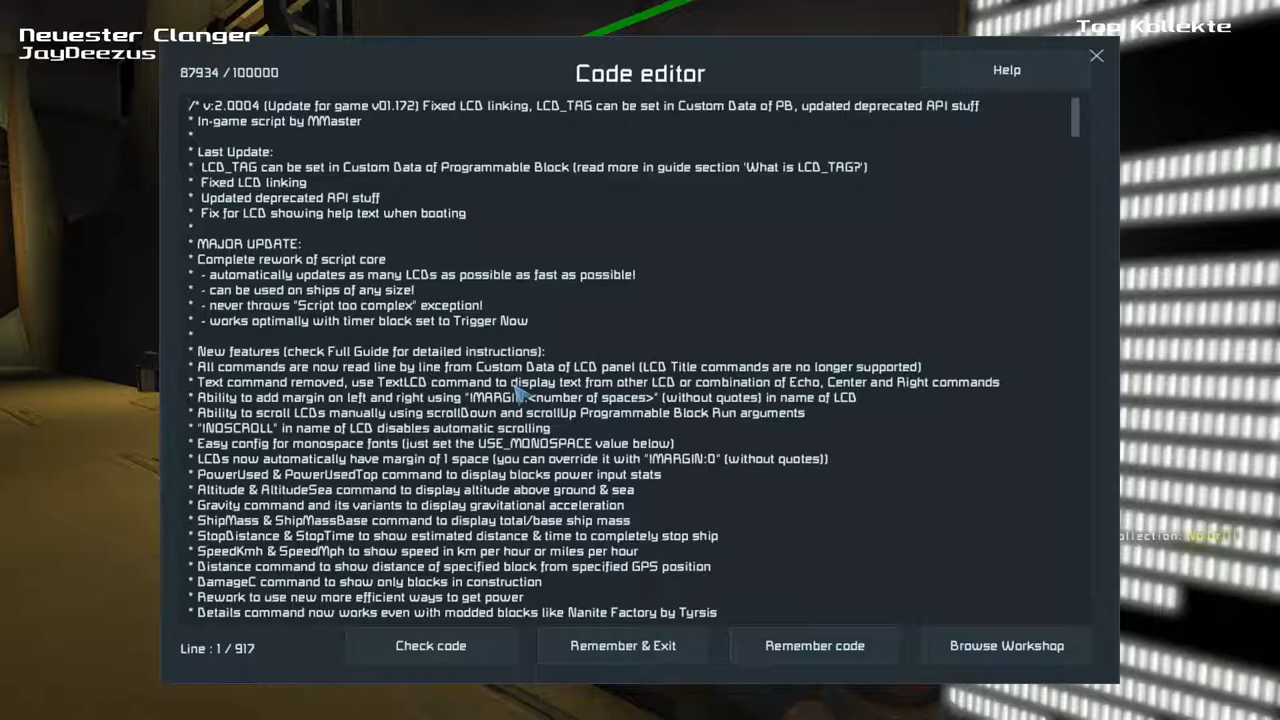 Neuester Clanger
JayDeezus
Top Kollekte
87934 / 100000
Code editor
Help
/* v:2.0004 (Update for game v01.172) Fixed LCD linking, LCD_TAG can be set in Custom Data of PB, updated deprecated API stuff
* In-game script by MMaster
*
* Last Update:
* LCD_TAG can be set in Custom Data of Programmable Block (read more in guide section 'What is LCD_TAG?')
* Fixed LCD linking
* Updated deprecated API stuff
* Fix for LCD showing help text when booting
*
* MAJOR UPDATE:
* Complete rework of script core
* - automatically updates as many LCDs as possible as fast as possible!
* - can be used on ships of any size!
* - never throws "Script too complex" exception!
* - works optimally with timer block set to Trigger Now
*
* New features (check Full Guide for detailed instructions):
* All commands are now read line by line from Custom Data of LCD panel (LCD Title commands are no longer supported)
* Text command removed, use TextLCD command to display text from other LCD or combination of Echo, Center and Right commands
* Ability to add margin on left and right using "!MARGIN:<number of spaces>" (without quotes) in name of LCD
* Ability to scroll LCDs manually using scrollDown and scrollUp Programmable Block Run arguments
* "!NOSCROLL" in name of LCD disables automatic scrolling
* Easy config for monospace fonts (just set the USE_MONOSPACE value below)
* LCDs now automatically have margin of 1 space (you can override it with "!MARGIN:0" (without quotes))
* PowerUsed & PowerUsedTop command to display blocks power input stats
* Altitude & AltitudeSea command to display altitude above ground & sea
* Gravity command and its variants to display gravitational acceleration
* ShipMass & ShipMassBase command to display total/base ship mass
* StopDistance & StopTime to show estimated distance & time to completely stop ship
* SpeedKmh & SpeedMph to show speed in km per hour or miles per hour
* Distance command to show distance of specified block from specified GPS position
* DamageC command to show only blocks in construction
* Rework to use new more efficient ways to get power
* Details command now works even with modded blocks like Nanite Factory by Tyrsis
Line : 1 / 917
Check code
Remember & Exit
Remember code
Browse Workshop